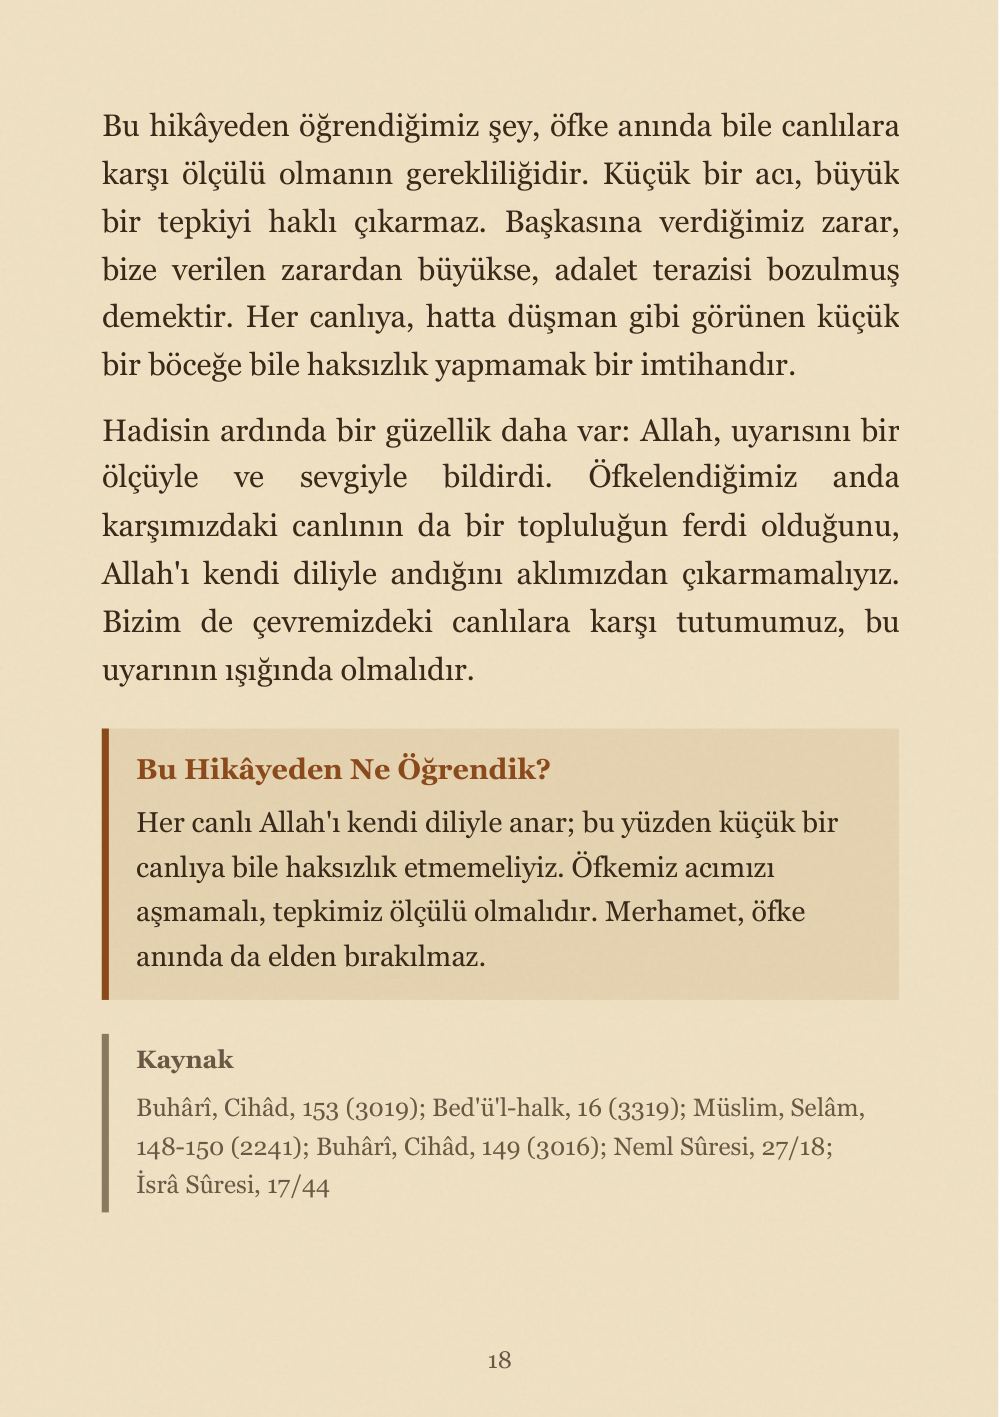 Bu hikâyeden öğrendiğimiz şey, öfke anında bile canlılara
karşı ölçülü olmanın gerekliliğidir. Küçük bir acı, büyük
bir tepkiyi haklı çıkarmaz. Başkasına verdiğimiz zarar,
bize verilen zarardan büyükse, adalet terazisi bozulmuş
demektir. Her canlıya, hatta düşman gibi görünen küçük
bir böceğe bile haksızlık yapmamak bir imtihandır.
Hadisin ardında bir güzellik daha var: Allah, uyarısını bir
ölçüyle ve sevgiyle bildirdi. Öfkelendiğimiz anda
karşımızdaki canlının da bir topluluğun ferdi olduğunu,
Allah'ı kendi diliyle andığını aklımızdan çıkarmamalıyız.
Bizim de çevremizdeki canlılara karşı tutumumuz, bu
uyarının ışığında olmalıdır.
Bu Hikâyeden Ne Öğrendik?
Her canlı Allah'ı kendi diliyle anar; bu yüzden küçük bir
canlıya bile haksızlık etmemeliyiz. Öfkemiz acımızı
aşmamalı, tepkimiz ölçülü olmalıdır. Merhamet, öfke
anında da elden bırakılmaz.
Kaynak
Buhârî, Cihâd, 153 (3019); Bed'ü'l-halk, 16 (3319); Müslim, Selâm,
148-150 (2241); Buhârî, Cihâd, 149 (3016); Neml Sûresi, 27/18;
İsrâ Sûresi, 17/44
18